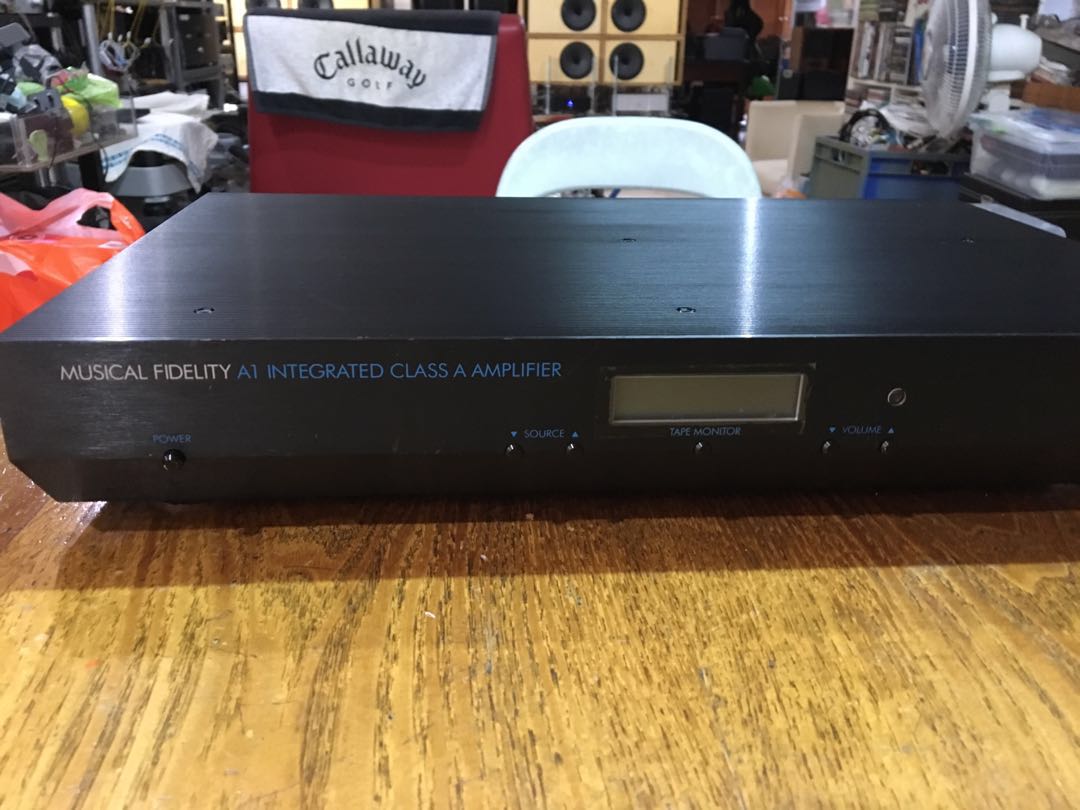 Callaway
GOLF
MUSICAL FIDELITY A1 INTEGRATED CLASS A AMPLIFIER
POWER
▼ SOURCE ▲
TAPE MONITOR
▼ VOLUME ▲